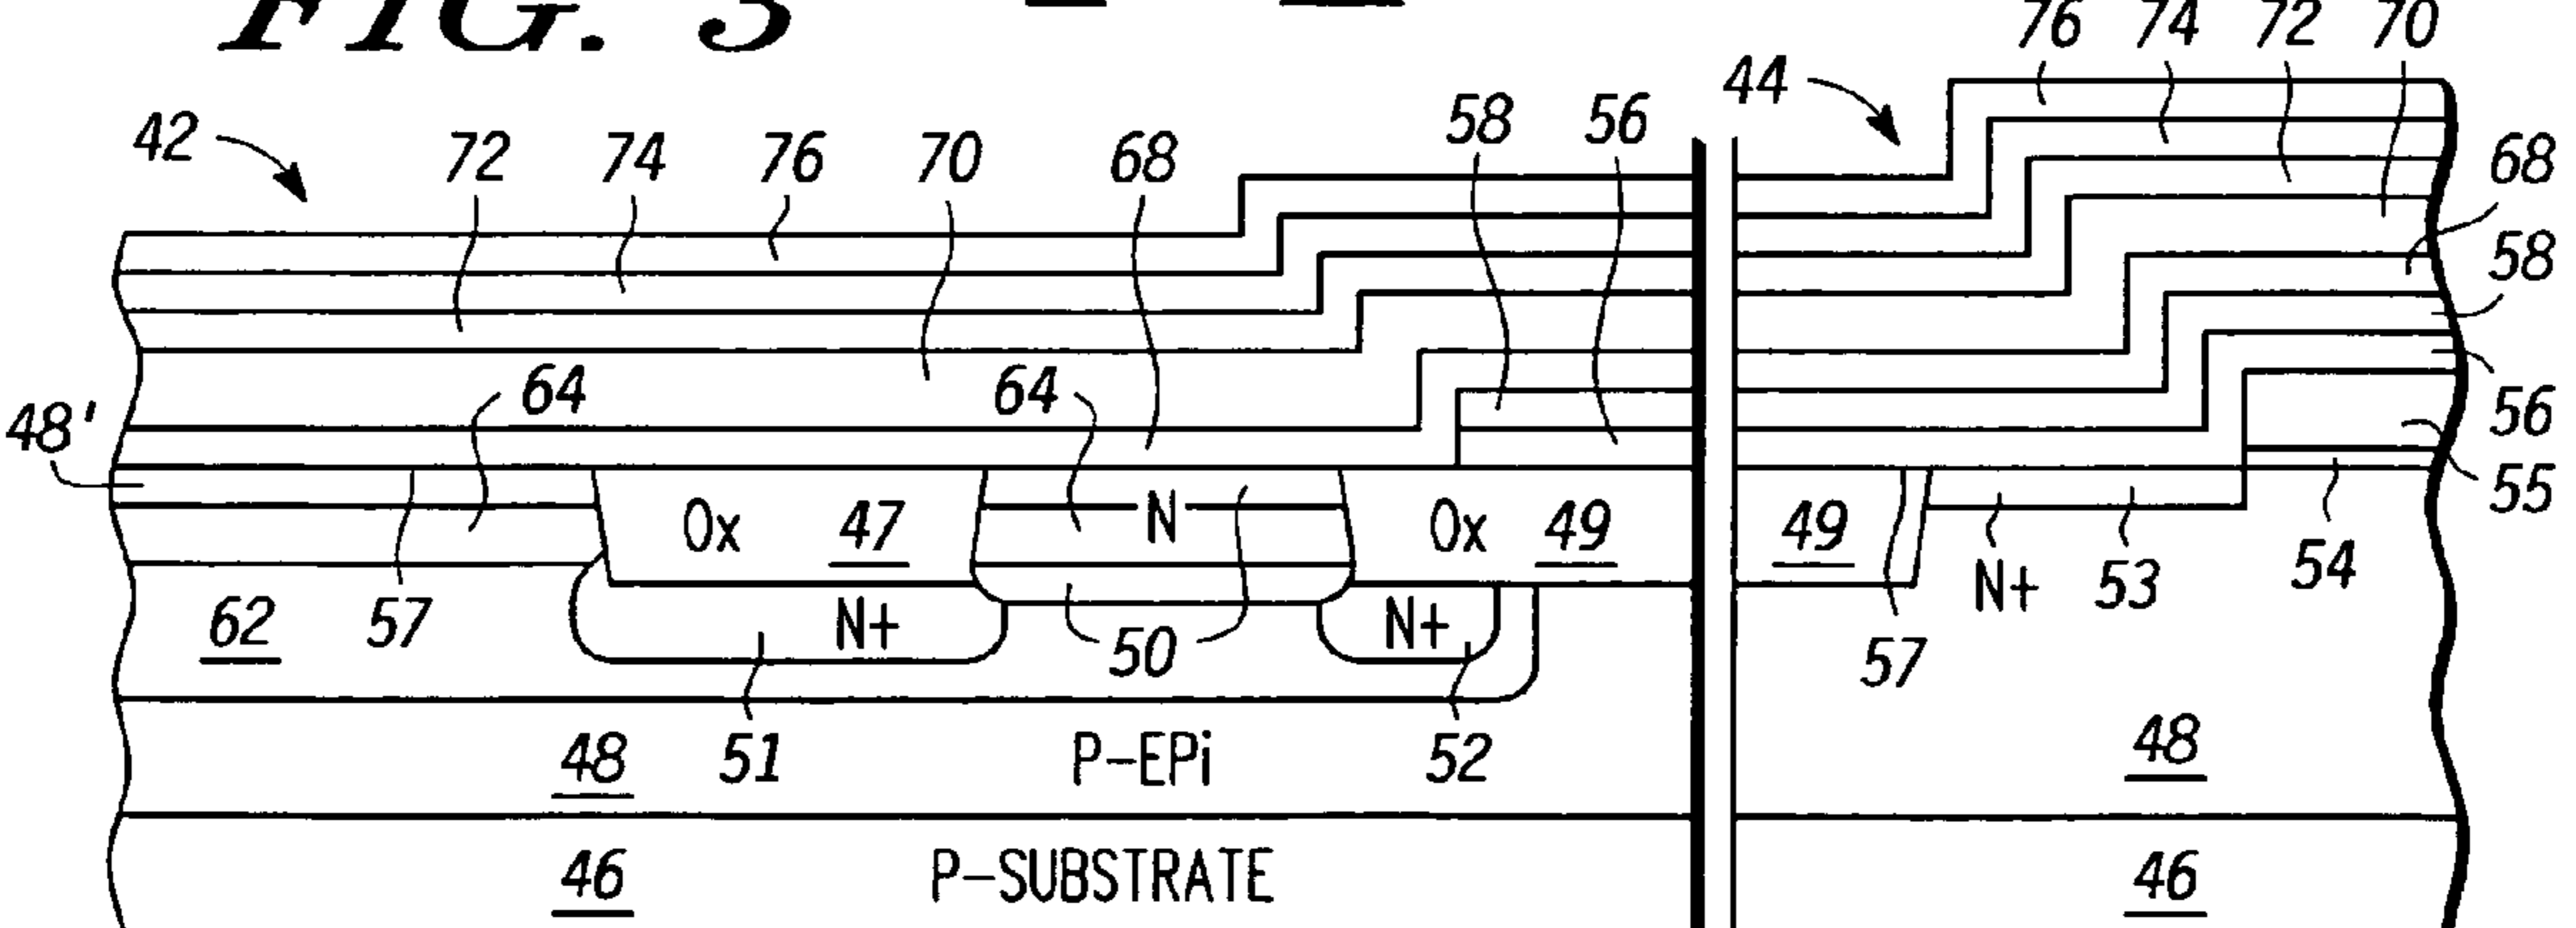 FIG. 3
76 74 72 70
44
58 56
42
72 74 76 70 68
68
58
64 64
48'
56
55
Ox 47 N Ox 49 49
54
N+ 53
62 57 N+ 50 N+
57
48 51 P-EPi 52 48
46 P-SUBSTRATE 46